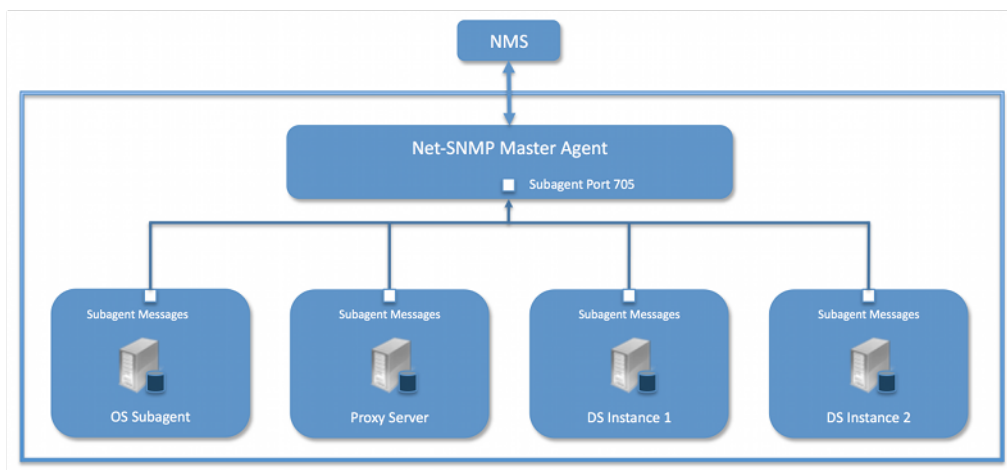 NMS
Net-SNMP Master Agent
Subagent Port 705
Subagent Messages
OS Subagent
Subagent Messages
Proxy Server
Subagent Messages
DS Instance 1
Subagent Messages
DS Instance 2